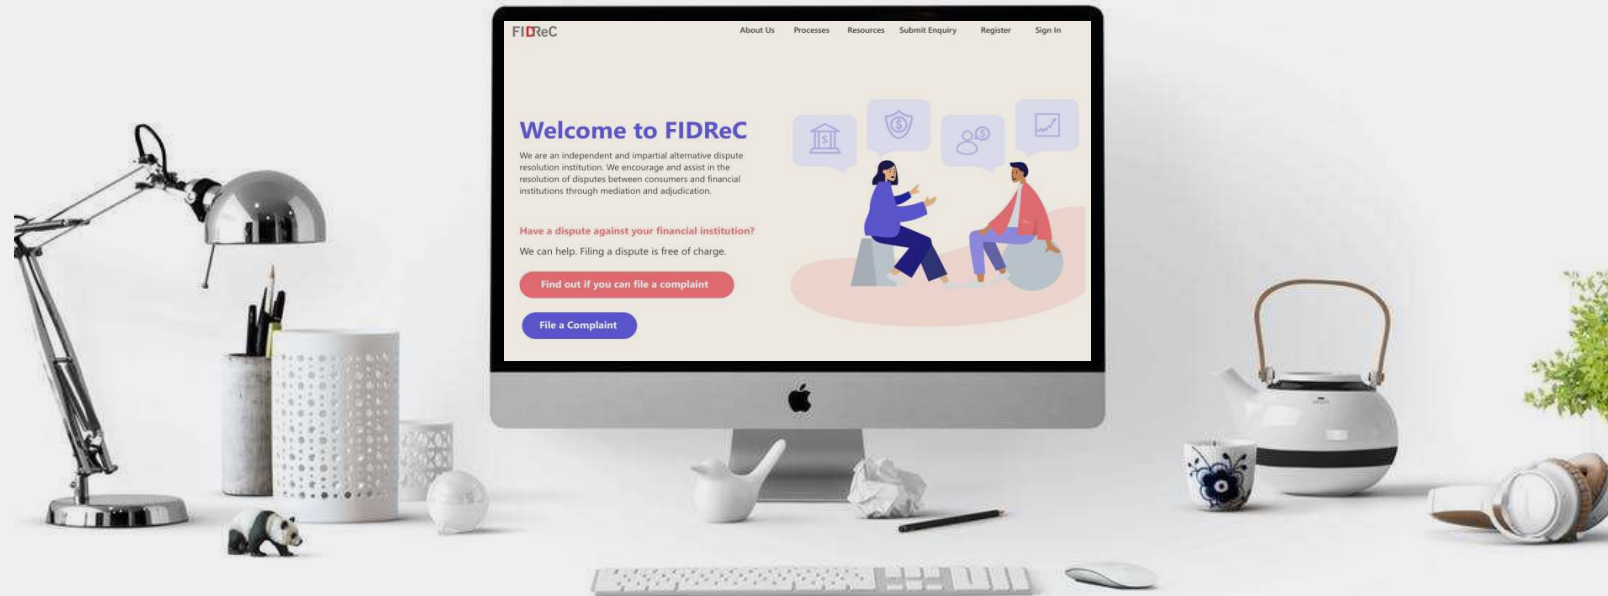 FIDReC
About Us Processes Resources Submit Enquiry Register Sign In
Welcome to FIDReC
We are an independent and impartial alternative dispute
resolution institution. We encourage and assist in the
resolution of disputes between consumers and financial
institutions through mediation and adjudication.
Have a dispute against your financial institution?
We can help. Filing a dispute is free of charge.
Find out if you can file a complaint
File a Complaint